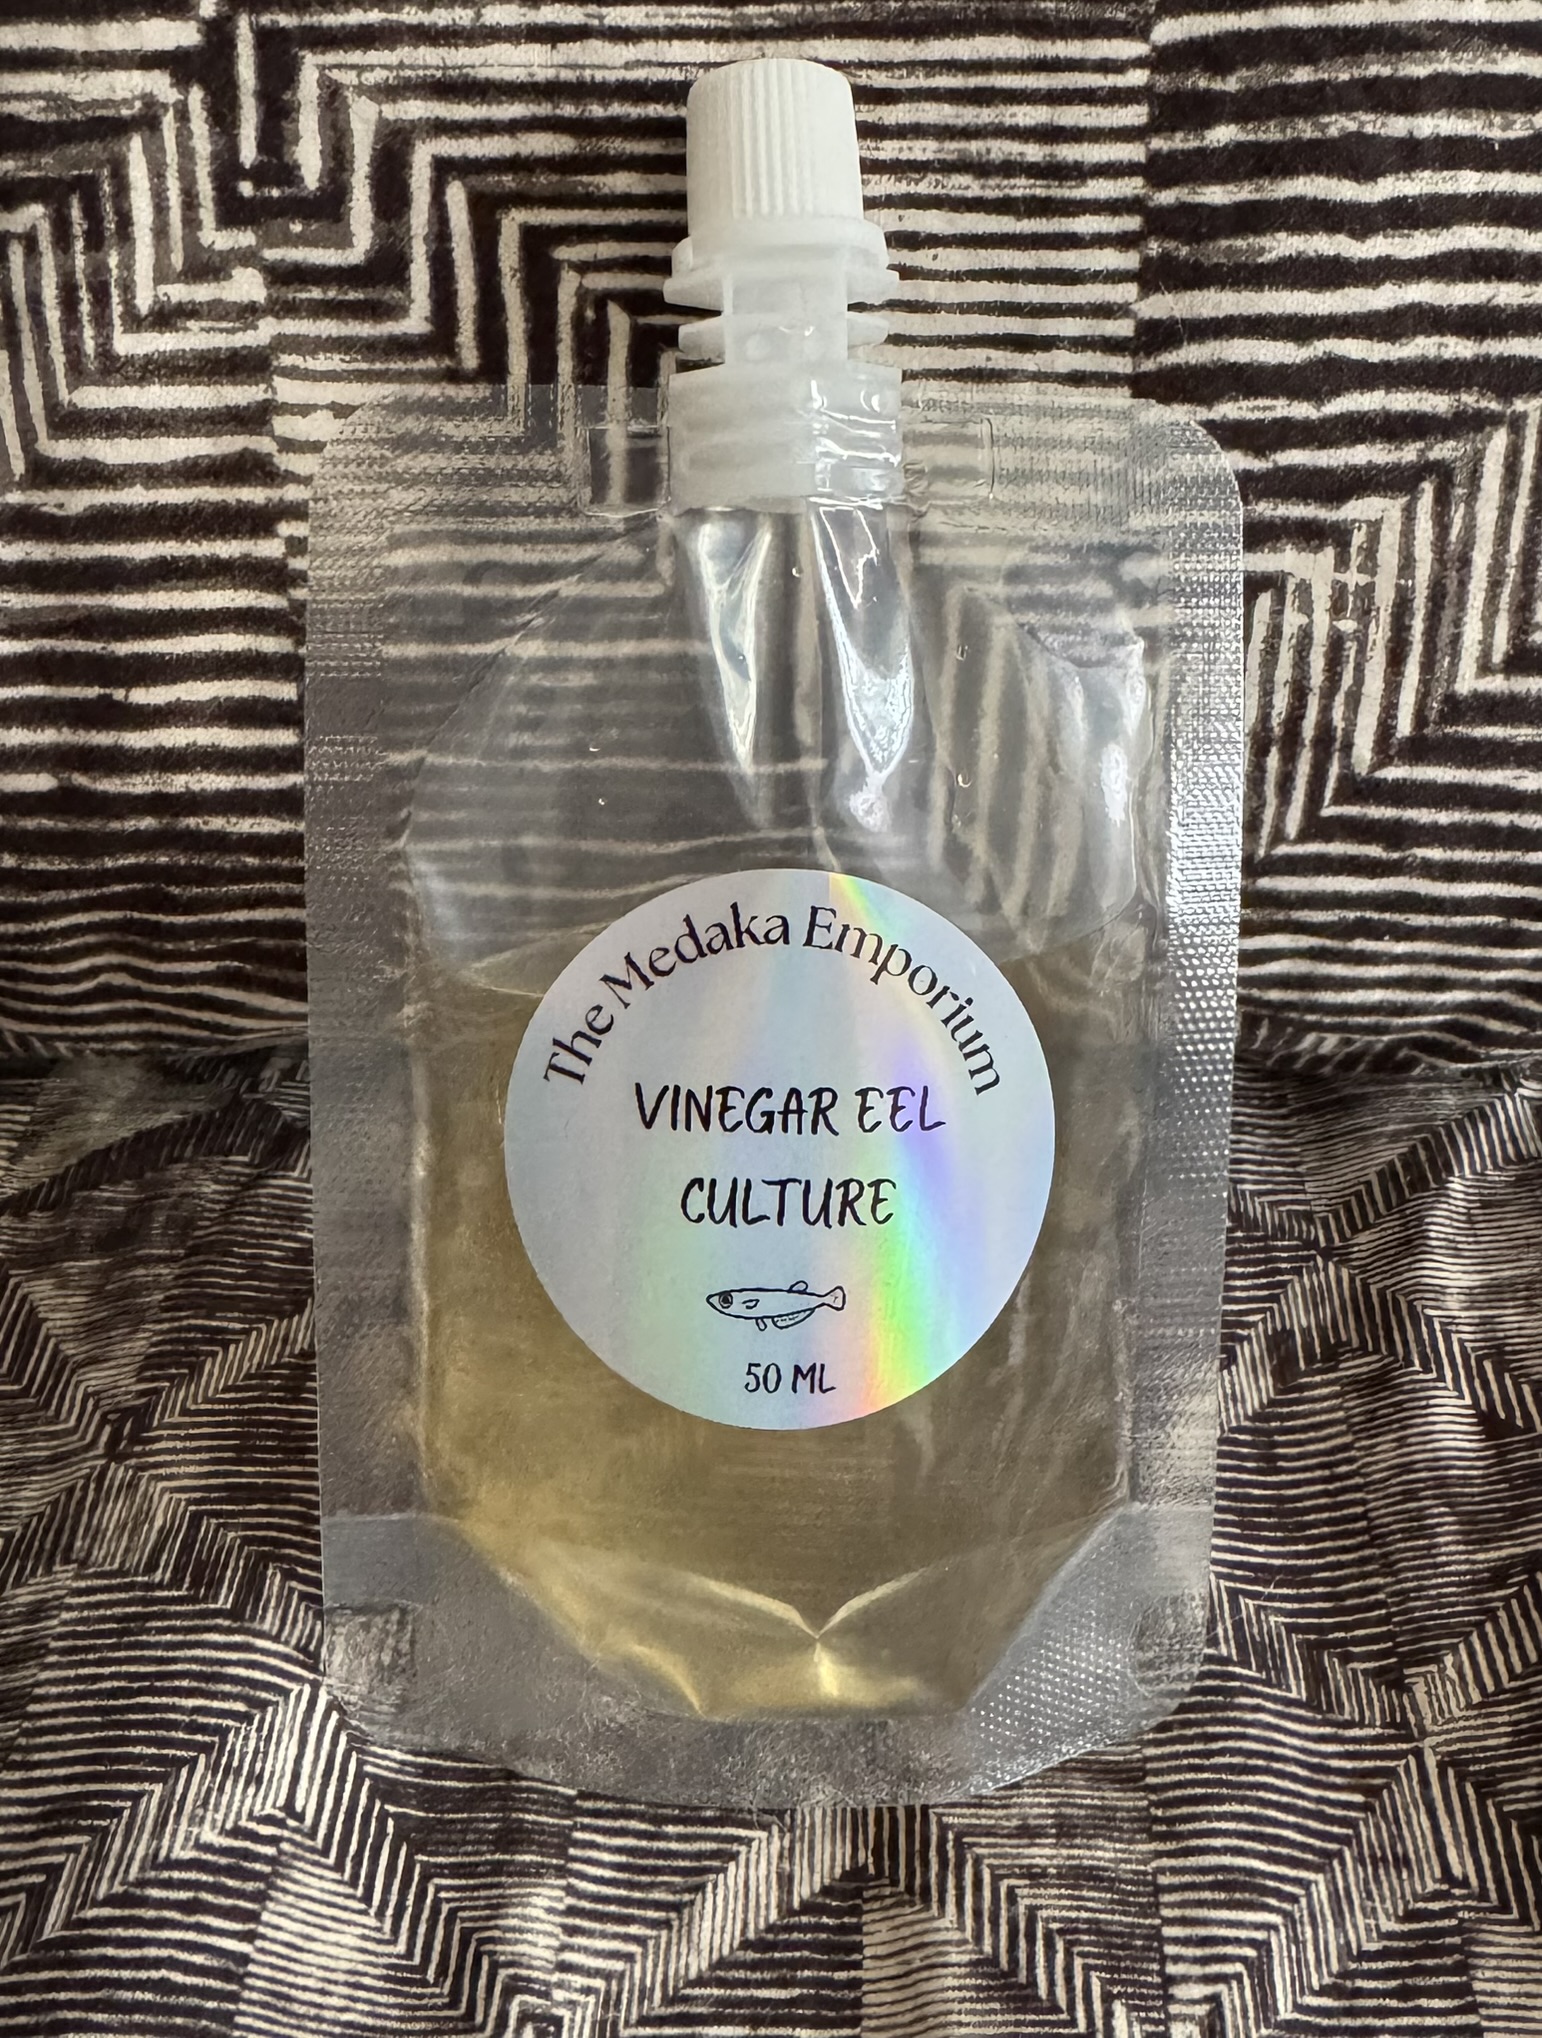 The Medaka Emporium
VINEGAR EEL
CULTURE
50 ML